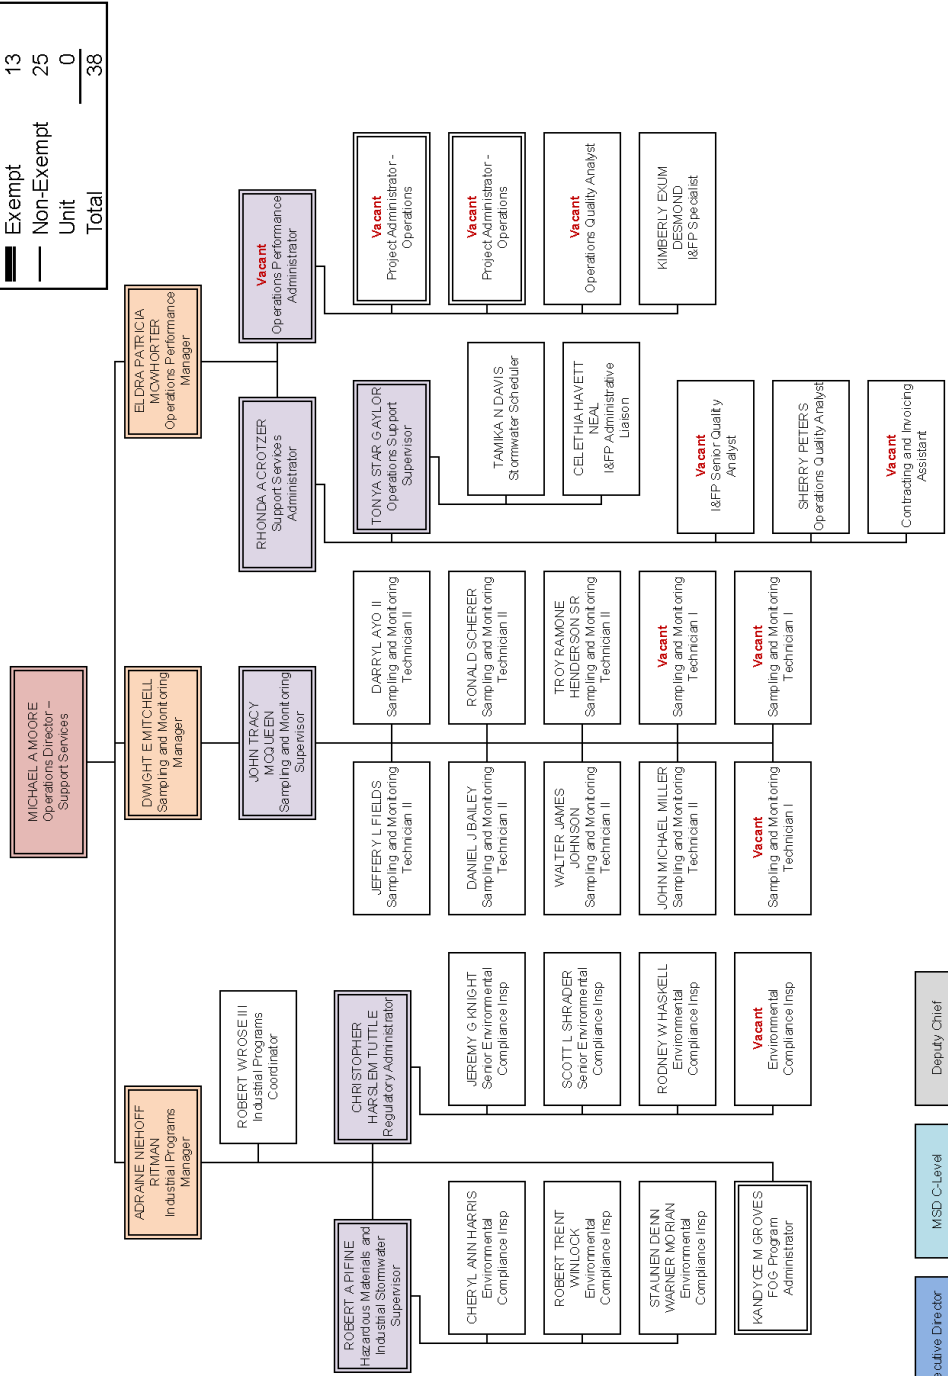 MICHAEL A MOORE
Operations Director –
Support Services
ADRAINE NIEHOFF
RITMAN
Industrial Programs
Manager
DWIGHT E MITCHELL
Sampling and Monitoring
Manager
ELDRA PATRICIA
MCWHORTER
Operations Performance
Manager
Exempt 13
Non-Exempt 25
Unit 0
Total 38
ROBERT W ROSE III
Industrial Programs
Coordinator
ROBERT A PIFINE
Hazardous Materials and
Industrial Stormwater
Supervisor
CHRISTOPHER
HARSLEM TUTTLE
Regulatory Administrator
CHERYL ANN HARRIS
Environmental
Compliance Insp
ROBERT TRENT
WINLOCK
Environmental
Compliance Insp
STAUNEN DENN
WARNER MORIAN
Environmental
Compliance Insp
KANDYCE M GROVES
FOG Program
Administrator
JEREMY G KNIGHT
Senior Environmental
Compliance Insp
SCOTT L SHRADER
Senior Environmental
Compliance Insp
RODNEY W HASKELL
Environmental
Compliance Insp
Vacant
Environmental
Compliance Insp
JOHN TRACY
MCQUEEN
Sampling and Monitoring
Supervisor
JEFFERY L FIELDS
Sampling and Monitoring
Technician II
DARRYL AYO II
Sampling and Monitoring
Technician II
DANIEL J BAILEY
Sampling and Monitoring
Technician II
RONALD SCHERER
Sampling and Monitoring
Technician II
WALTER JAMES
JOHNSON
Sampling and Monitoring
Technician II
TROY RAMONE
HENDERSON SR
Sampling and Monitoring
Technician II
JOHN MICHAEL MILLER
Sampling and Monitoring
Technician II
Vacant
Sampling and Monitoring
Technician I
Vacant
Sampling and Monitoring
Technician I
Vacant
Sampling and Monitoring
Technician I
RHONDA A CROTZER
Support Services
Administrator
Vacant
Operations Performance
Administrator
TONYA STAR GAYLOR
Operations Support
Supervisor
TAMIKA N DAVIS
Stormwater Scheduler
CELETHIA HAVETT
NEAL
I&FP Administrative
Liaison
Vacant
I&FP Senior Quality
Analyst
SHERRY PETERS
Operations Quality Analyst
Vacant
Contracting and Invoicing
Assistant
Vacant
Project Administrator -
Operations
Vacant
Project Administrator -
Operations
Vacant
Operations Quality Analyst
KIMBERLY EXUM
DESMOND
I&FP Specialist
ecutive Director
MSD C-Level
Deputy Chief